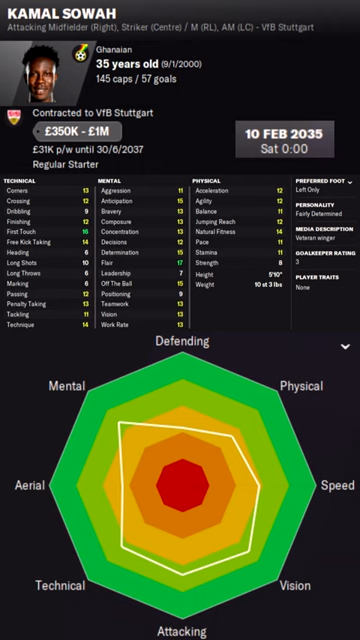 KAMAL SOWAH
Attacking Midfielder (Right), Striker (Centre) / M (RL), AM (LC) - VfB Stuttgart
Ghanaian
35 years old (9/1/2000)
145 caps / 57 goals
Contracted to VfB Stuttgart
£350K - £1M
£31K p/w until 30/6/2037
Regular Starter
10 FEB 2035
Sat 0:00
TECHNICAL
Corners 13
Crossing 12
Dribbling 9
Finishing 12
First Touch 16
Free Kick Taking 14
Heading 6
Long Shots 10
Long Throws 6
Marking 6
Passing 12
Penalty Taking 13
Tackling 11
Technique 14
MENTAL
Aggression 11
Anticipation 15
Bravery 13
Composure 13
Concentration 13
Decisions 12
Determination 15
Flair 17
Leadership 7
Off The Ball 15
Positioning 9
Teamwork 13
Vision 13
Work Rate 13
PHYSICAL
Acceleration 12
Agility 12
Balance 11
Jumping Reach 12
Natural Fitness 14
Pace 11
Stamina 11
Strength 8
Height 5'10"
Weight 10 st 3 lbs
PREFERRED FOOT
Left Only
PERSONALITY
Fairly Determined
MEDIA DESCRIPTION
Veteran winger
GOALKEEPER RATING
3
PLAYER TRAITS
None
Defending
Mental
Physical
Aerial
Speed
Technical
Vision
Attacking